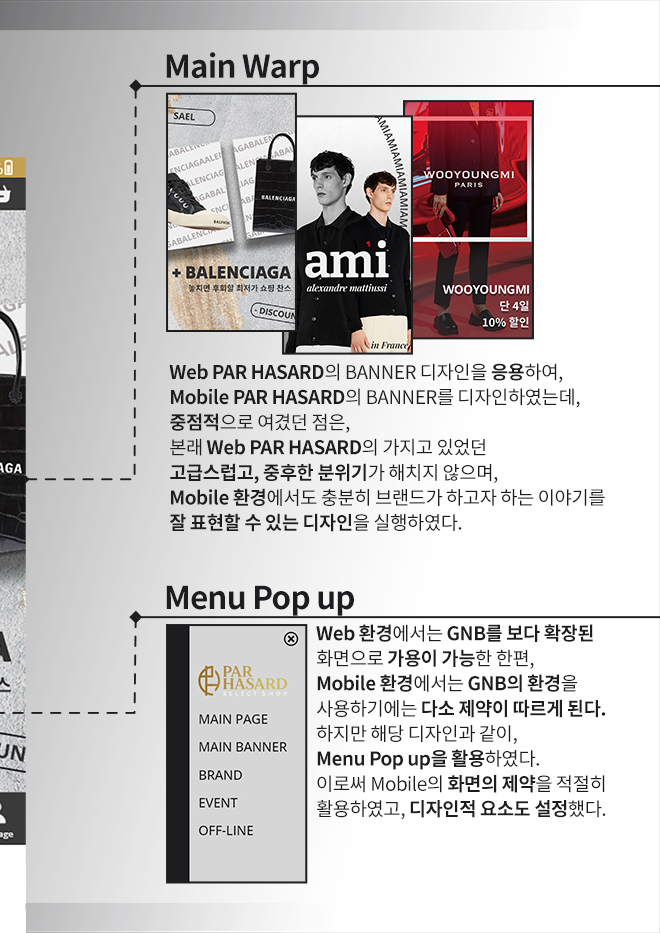 Main Warp
SAEL
BALENCIAGA
+ BALENCIAGA
놓치면 후회할 최저가 쇼핑 찬스
- DISCOUN
AMIAMIAMIAMIAMIAMIAMIAMI
ami
alexandre mattiussi
in France
WOOYOUNGMI
PARIS
WOOYOUNGMI
단 4일
10% 할인
Web PAR HASARD의 BANNER 디자인을 응용하여,
Mobile PAR HASARD의 BANNER를 디자인하였는데,
중점적으로 여겼던 점은,
본래 Web PAR HASARD의 가지고 있었던
고급스럽고, 중후한 분위기가 해치지 않으며,
Mobile 환경에서도 충분히 브랜드가 하고자 하는 이야기를
잘 표현할 수 있는 디자인을 실행하였다.
AGA
A
스
UN
age
Menu Pop up
PAR
HASARD
SELECT SHOP
MAIN PAGE
MAIN BANNER
BRAND
EVENT
OFF-LINE
Web 환경에서는 GNB를 보다 확장된
화면으로 가용이 가능한 한편,
Mobile 환경에서는 GNB의 환경을
사용하기에는 다소 제약이 따르게 된다.
하지만 해당 디자인과 같이,
Menu Pop up을 활용하였다.
이로써 Mobile의 화면의 제약을 적절히
활용하였고, 디자인적 요소도 설정했다.